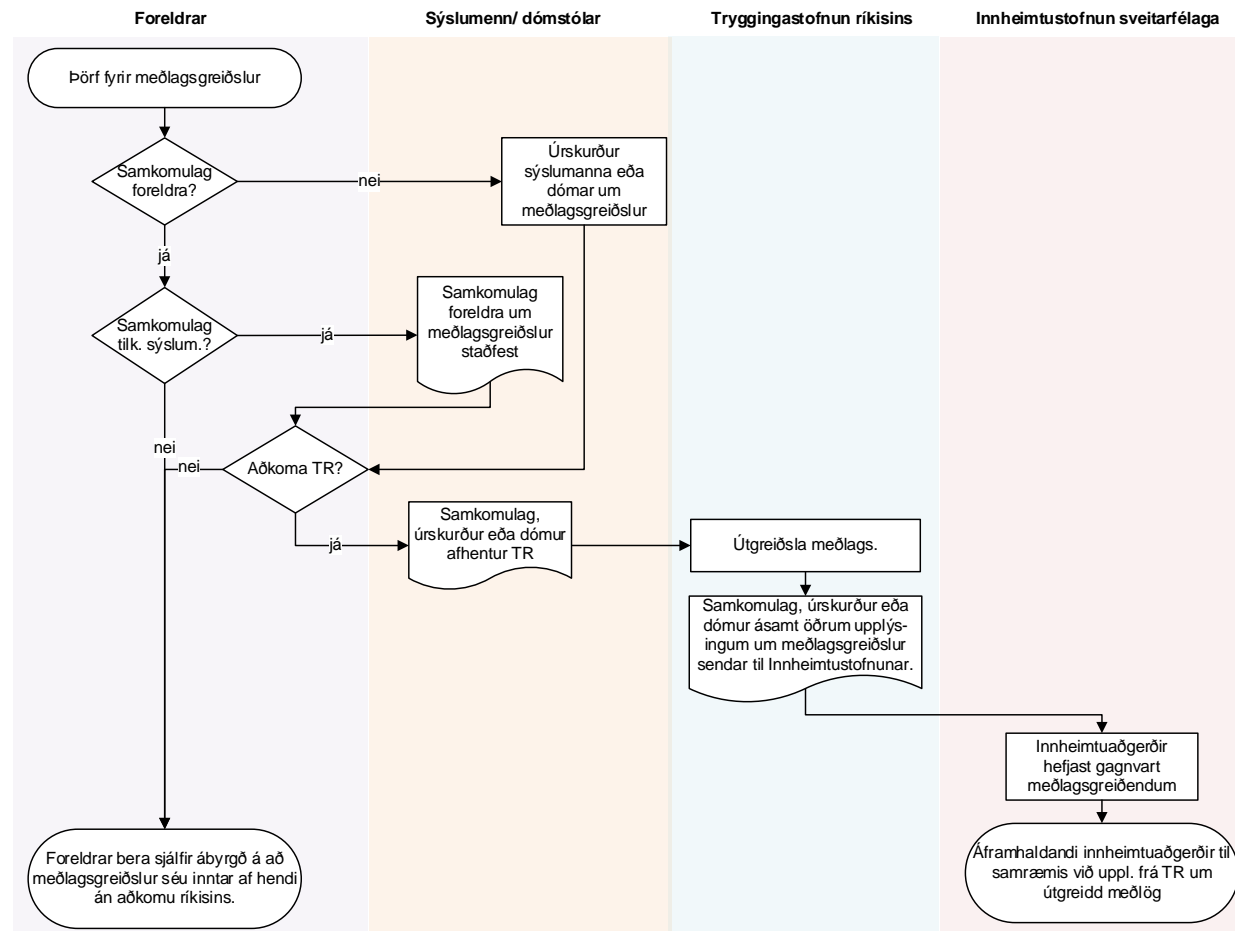 Foreldrar
Sýslumenn/ dómstólar
Tryggingastofnun ríkisins
Innheimtustofnun sveitarfélaga
Þörf fyrir meðlagsgreiðslur
Samkomulag
foreldra?
nei
Úrskurður
sýslumanna eða
dómar um
meðlagsgreiðslur
já
Samkomulag
tilk. sýslum.?
já
Samkomulag
foreldra um
meðlagsgreiðslur
staðfest
nei
nei
Aðkoma TR?
já
Samkomulag,
úrskurður eða dómur
afhentur TR
Útgreiðsla meðlags.
Samkomulag, úrskurður eða
dómur ásamt öðrum upplýs-
ingum um meðlagsgreiðslur
sendar til Innheimtustofnunar.
Innheimtuaðgerðir
hefjast gagnvart
meðlagsgreiðendum
Foreldrar bera sjálfir ábyrgð á að
meðlagsgreiðslur séu inntar af hendi
án aðkomu ríkisins.
Áframhaldandi innheimtuaðgerðir til
samræmis við uppl. frá TR um
útgreidd meðlög